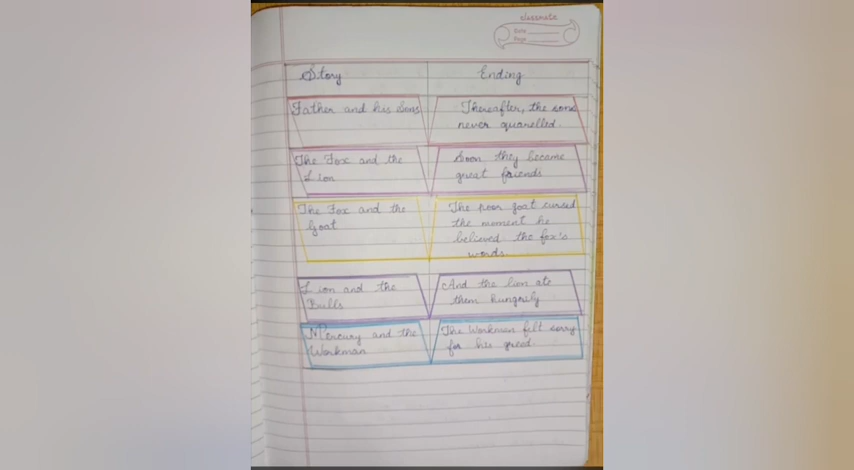 classmate
Date
Page
Story
Ending
Father and his Sons
Thereafter, the sons
never quarelled.
The Fox and the
Lion
Soon they became
great friends
The Fox and the
Goat
The poor goat cursed
the moment he
believed the fox's
words.
Lion and the
Bulls
And the lion ate
them hungrily
Mercury and the
Workman
The Workman felt sorry
for his greed.